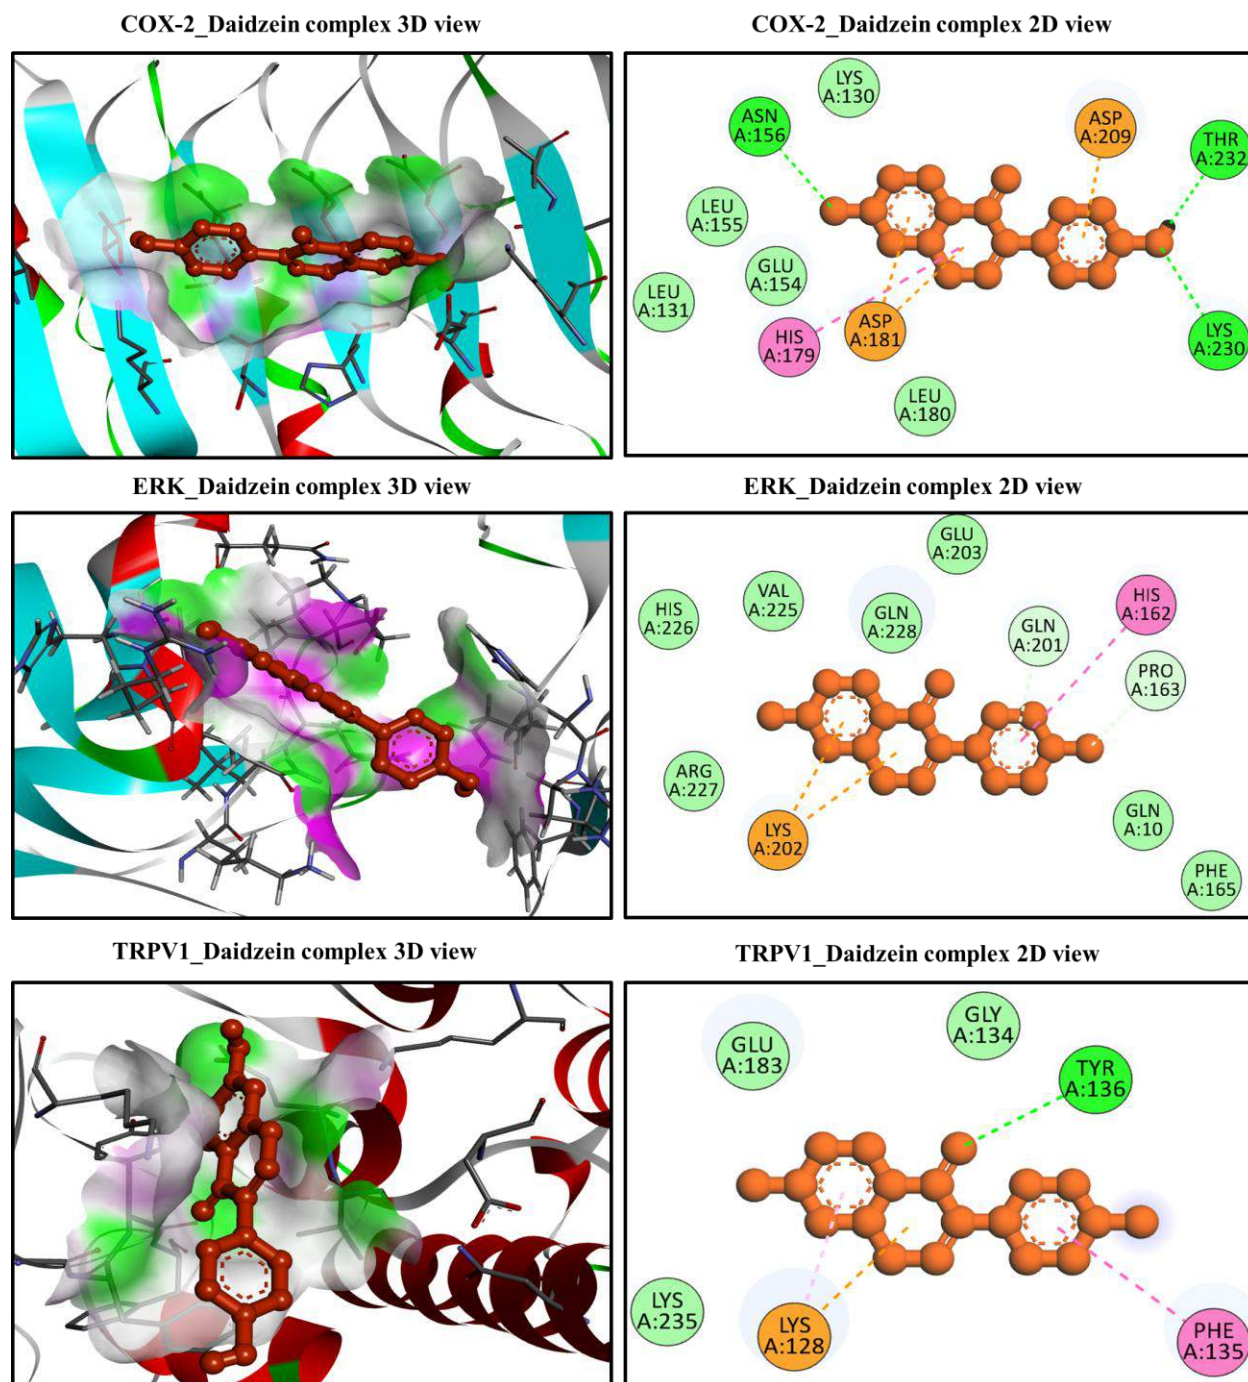 COX-2_Daidzein complex 3D view
COX-2_Daidzein complex 2D view
LYS
A:130
ASN
A:156
ASP
A:209
THR
A:232
LEU
A:155
GLU
A:154
LEU
A:131
HIS
A:179
ASP
A:181
LYS
A:230
LEU
A:180
ERK_Daidzein complex 3D view
ERK_Daidzein complex 2D view
GLU
A:203
HIS
A:226
VAL
A:225
GLN
A:228
GLN
A:201
HIS
A:162
PRO
A:163
ARG
A:227
LYS
A:202
GLN
A:10
PHE
A:165
TRPV1_Daidzein complex 3D view
TRPV1_Daidzein complex 2D view
GLU
A:183
GLY
A:134
TYR
A:136
LYS
A:235
LYS
A:128
PHE
A:135